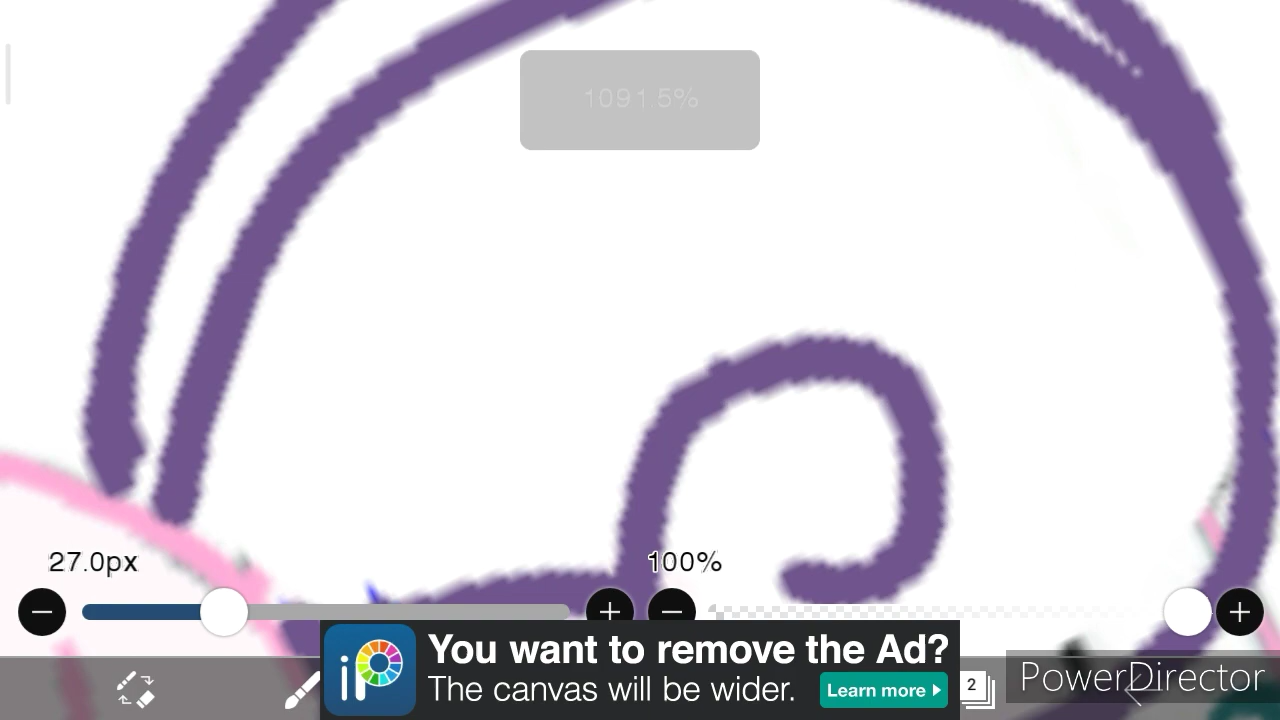 1091.5%
27.0px
100%
iP
You want to remove the Ad?
The canvas will be wider.
Learn more
2
PowerDirector